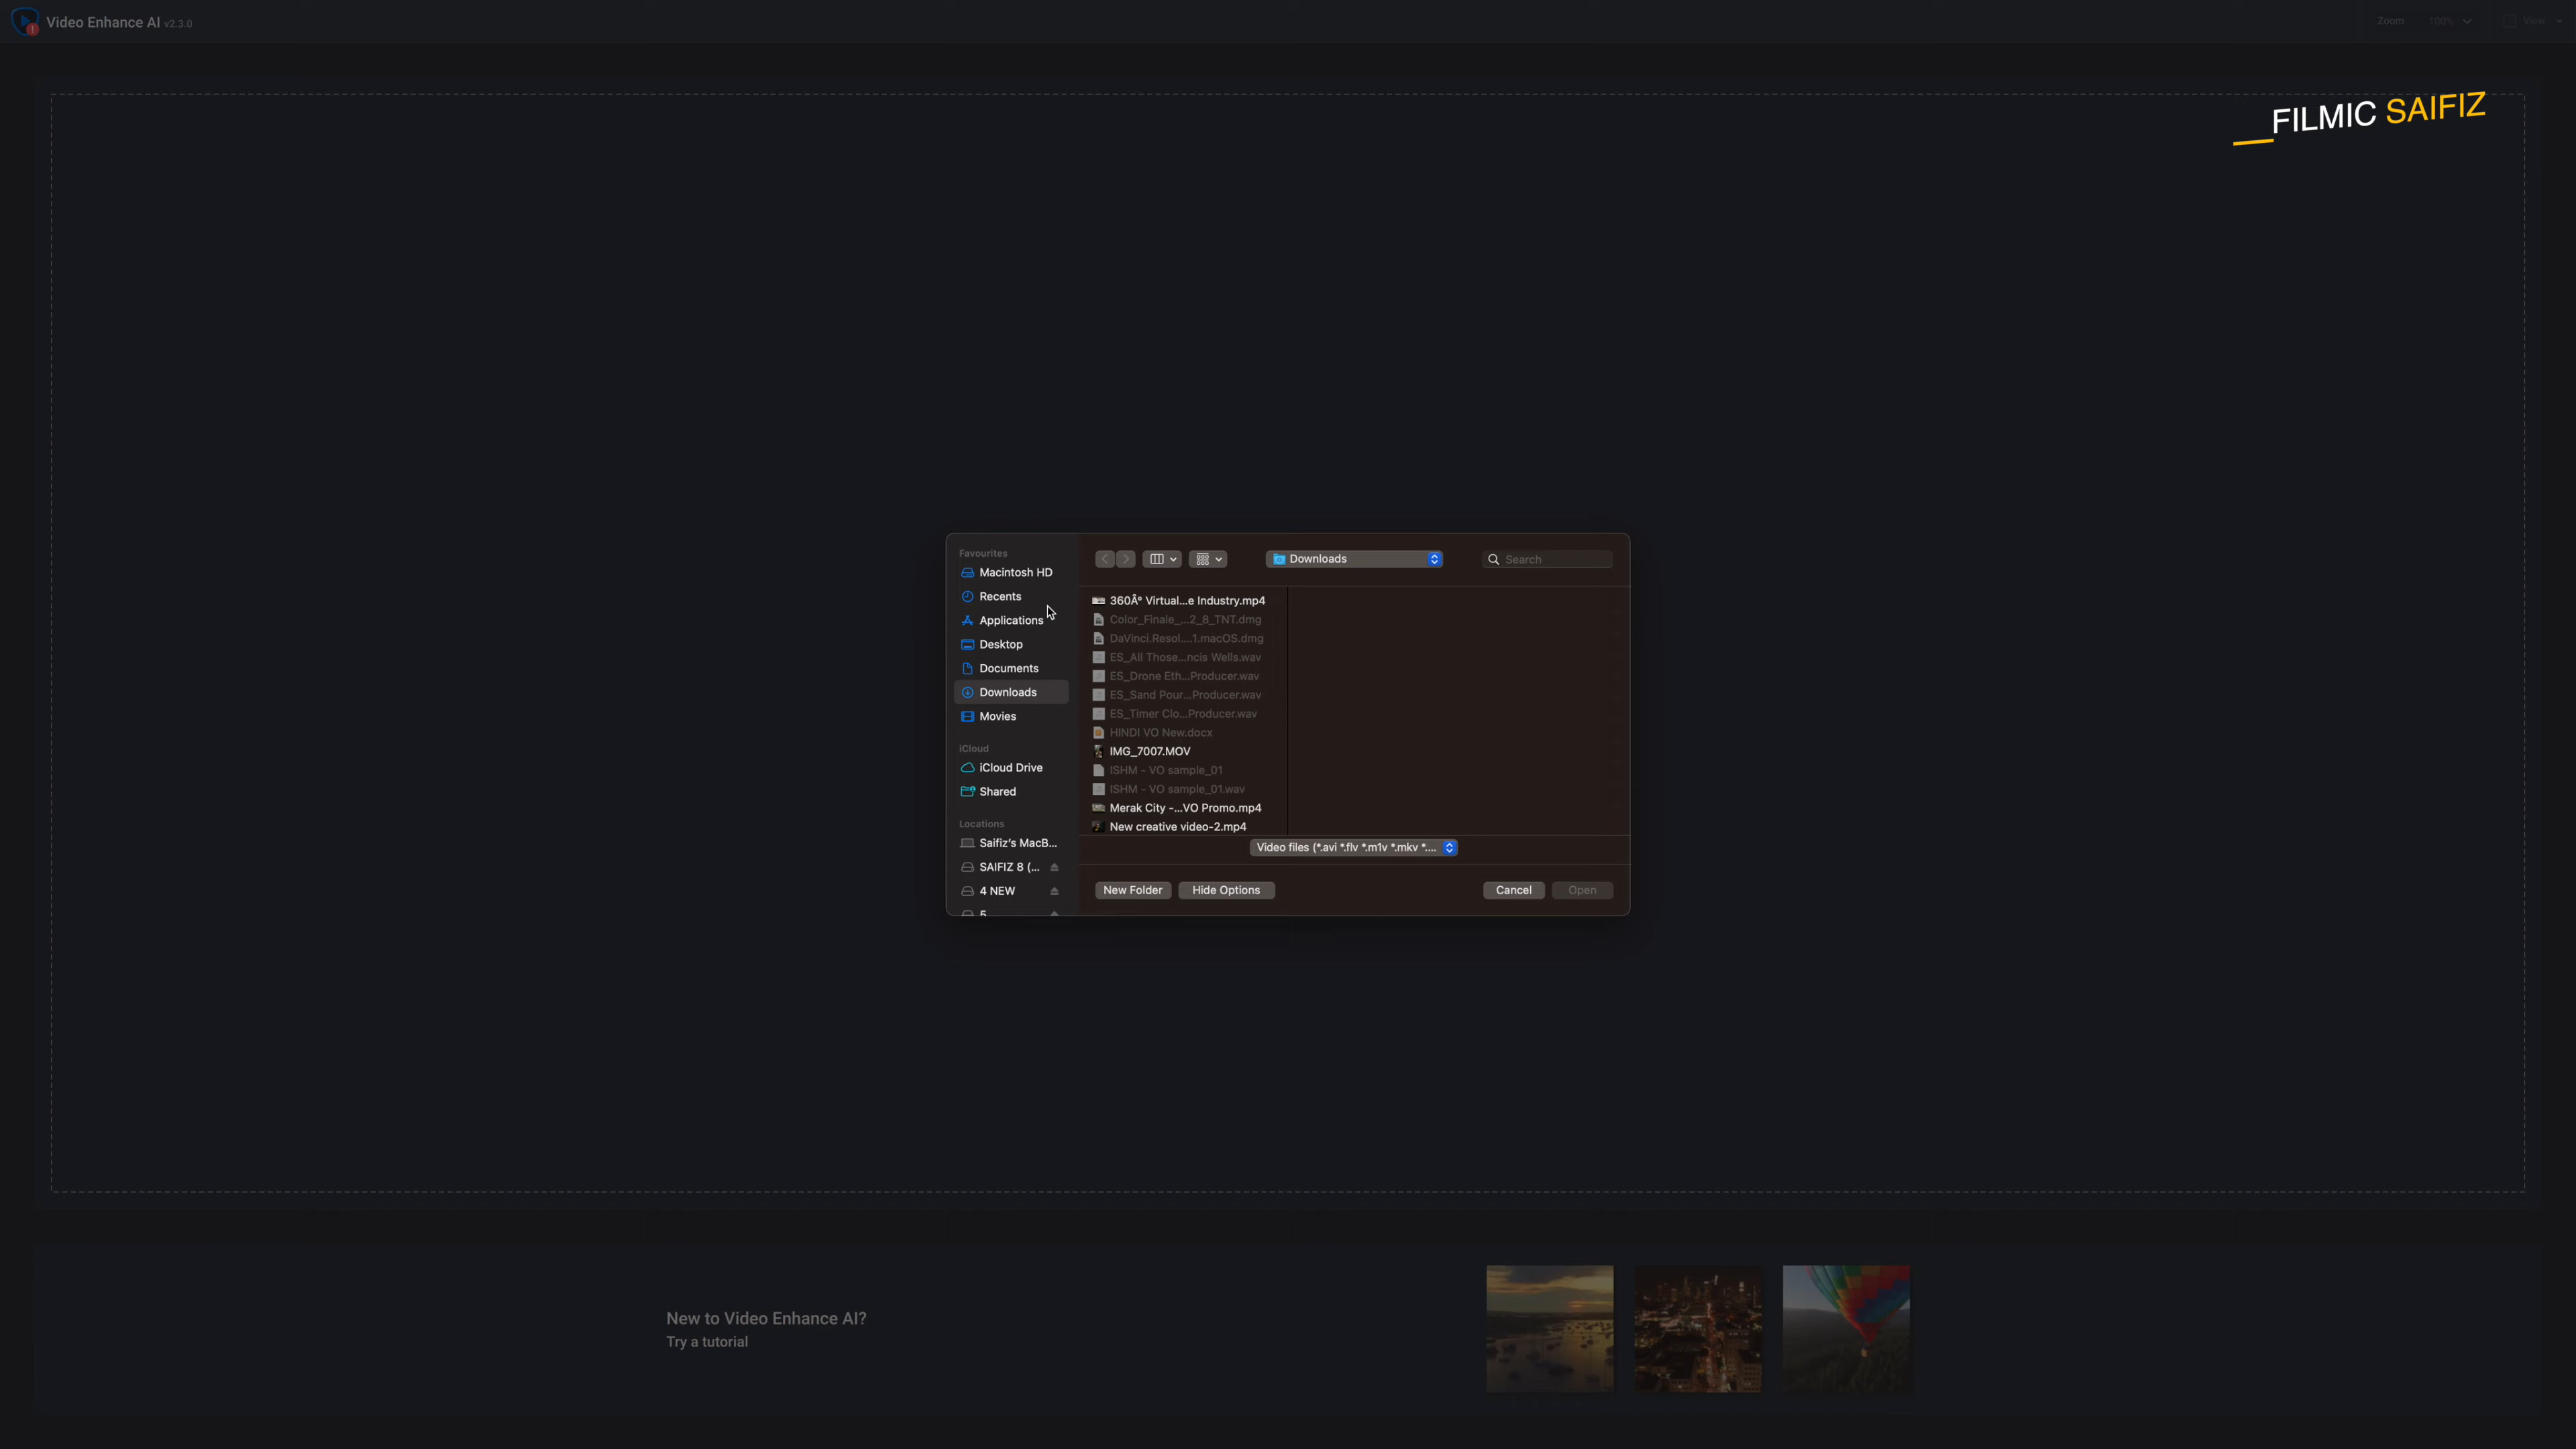 Video Enhance AI v2.3.0
Zoom 100% View
__FILMIC SAIFIZ
Favourites
Macintosh HD
Recents
Applications
Desktop
Documents
Downloads
Movies
iCloud
iCloud Drive
Shared
Locations
Saifiz's MacB...
SAIFIZ 8 (...
4 NEW
5
Downloads
Search
360Â° Virtual...e Industry.mp4
Color_Finale_...2_8_TNT.dmg
DaVinci.Resol....1.macOS.dmg
ES_All Those...ncis Wells.wav
ES_Drone Eth...Producer.wav
ES_Sand Pour...Producer.wav
ES_Timer Clo...Producer.wav
HINDI VO New.docx
IMG_7007.MOV
ISHM - VO sample_01
ISHM - VO sample_01.wav
Merak City -...VO Promo.mp4
New creative video-2.mp4
Video files (*.avi *.flv *.m1v *.mkv *....
New Folder
Hide Options
Cancel
Open
New to Video Enhance AI?
Try a tutorial